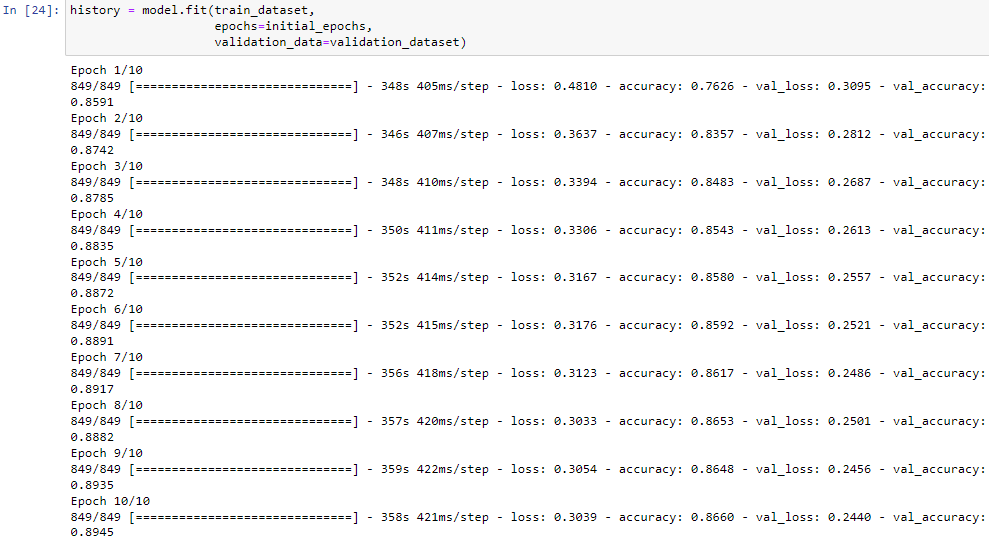 In [24]: history = model.fit(train_dataset,
epochs=initial_epochs,
validation_data=validation_dataset)
Epoch 1/10
849/849 [==============================] - 348s 405ms/step - loss: 0.4810 - accuracy: 0.7626 - val_loss: 0.3095 - val_accuracy:
0.8591
Epoch 2/10
849/849 [==============================] - 346s 407ms/step - loss: 0.3637 - accuracy: 0.8357 - val_loss: 0.2812 - val_accuracy:
0.8742
Epoch 3/10
849/849 [==============================] - 348s 410ms/step - loss: 0.3394 - accuracy: 0.8483 - val_loss: 0.2687 - val_accuracy:
0.8785
Epoch 4/10
849/849 [==============================] - 350s 411ms/step - loss: 0.3306 - accuracy: 0.8543 - val_loss: 0.2613 - val_accuracy:
0.8835
Epoch 5/10
849/849 [==============================] - 352s 414ms/step - loss: 0.3167 - accuracy: 0.8580 - val_loss: 0.2557 - val_accuracy:
0.8872
Epoch 6/10
849/849 [==============================] - 352s 415ms/step - loss: 0.3176 - accuracy: 0.8592 - val_loss: 0.2521 - val_accuracy:
0.8891
Epoch 7/10
849/849 [==============================] - 356s 418ms/step - loss: 0.3123 - accuracy: 0.8617 - val_loss: 0.2486 - val_accuracy:
0.8917
Epoch 8/10
849/849 [==============================] - 357s 420ms/step - loss: 0.3033 - accuracy: 0.8653 - val_loss: 0.2501 - val_accuracy:
0.8882
Epoch 9/10
849/849 [==============================] - 359s 422ms/step - loss: 0.3054 - accuracy: 0.8648 - val_loss: 0.2456 - val_accuracy:
0.8935
Epoch 10/10
849/849 [==============================] - 358s 421ms/step - loss: 0.3039 - accuracy: 0.8660 - val_loss: 0.2440 - val_accuracy:
0.8945